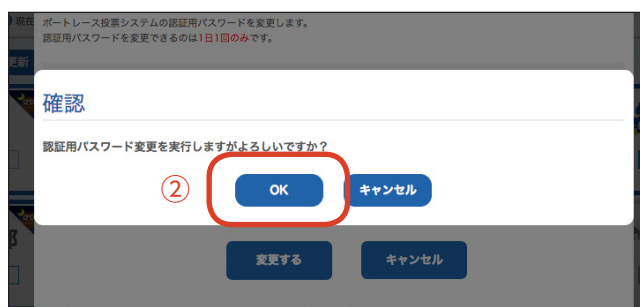 現在
ボートレース投票システムの認証用パスワードを変更します。
認証用パスワードを変更できるのは1日1回のみです。
更新
確認
認証用パスワード変更を実行しますがよろしいですか？
②
OK
キャンセル
変更する
キャンセル